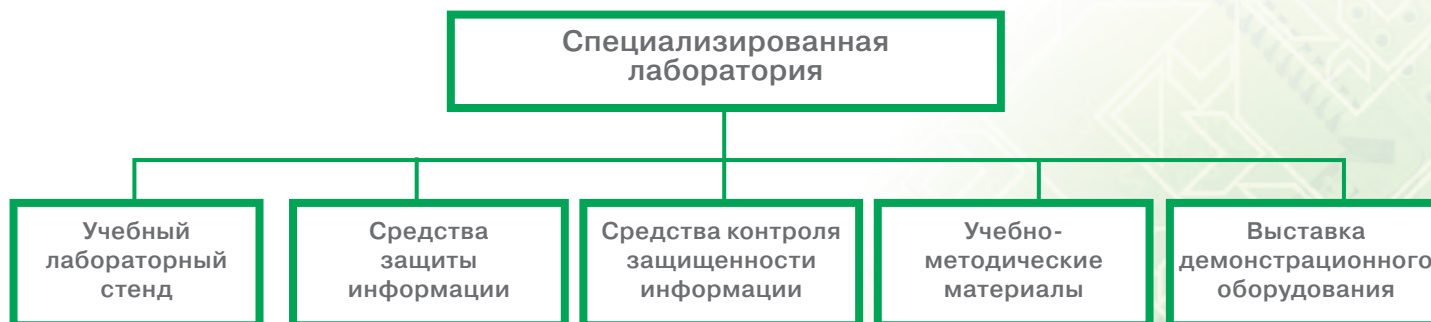 Специализированная
лаборатория
Учебный
лабораторный
стенд
Средства
защиты
информации
Средства контроля
защищенности
информации
Учебно-
методические
материалы
Выставка
демонстрационного
оборудования